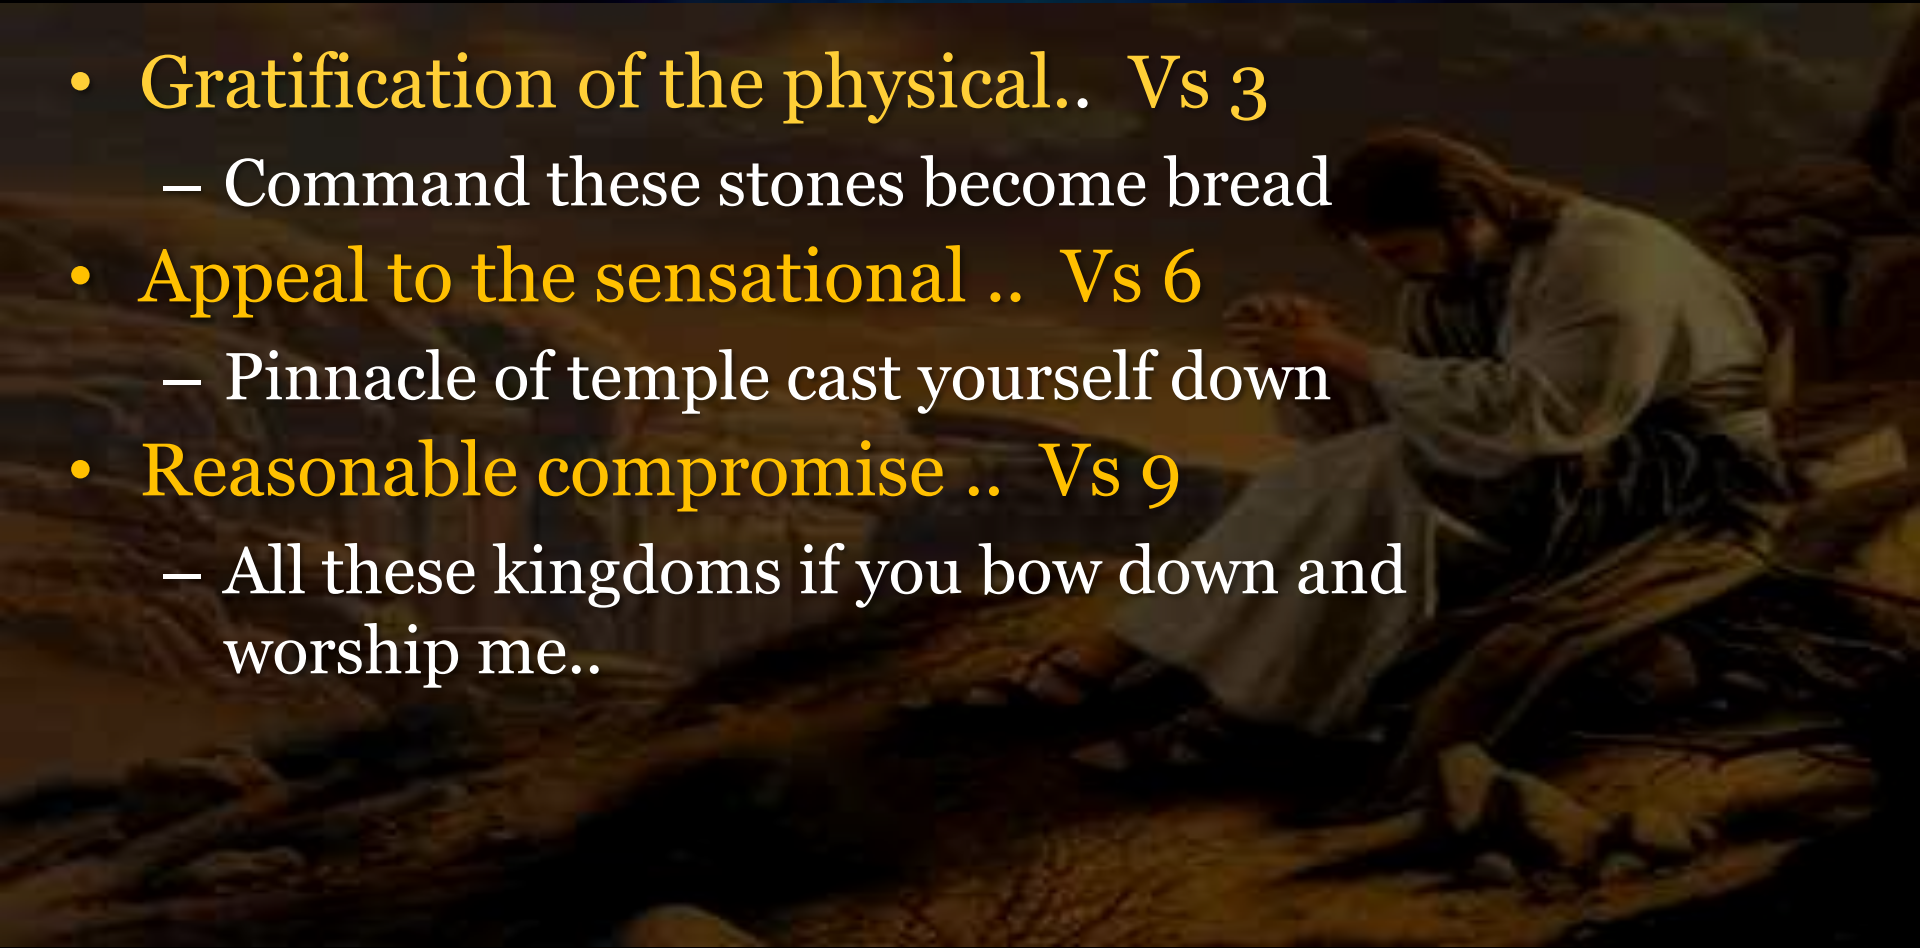 • Gratification of the physical.. Vs 3
– Command these stones become bread
• Appeal to the sensational .. Vs 6
– Pinnacle of temple cast yourself down
• Reasonable compromise .. Vs 9
– All these kingdoms if you bow down and
worship me..